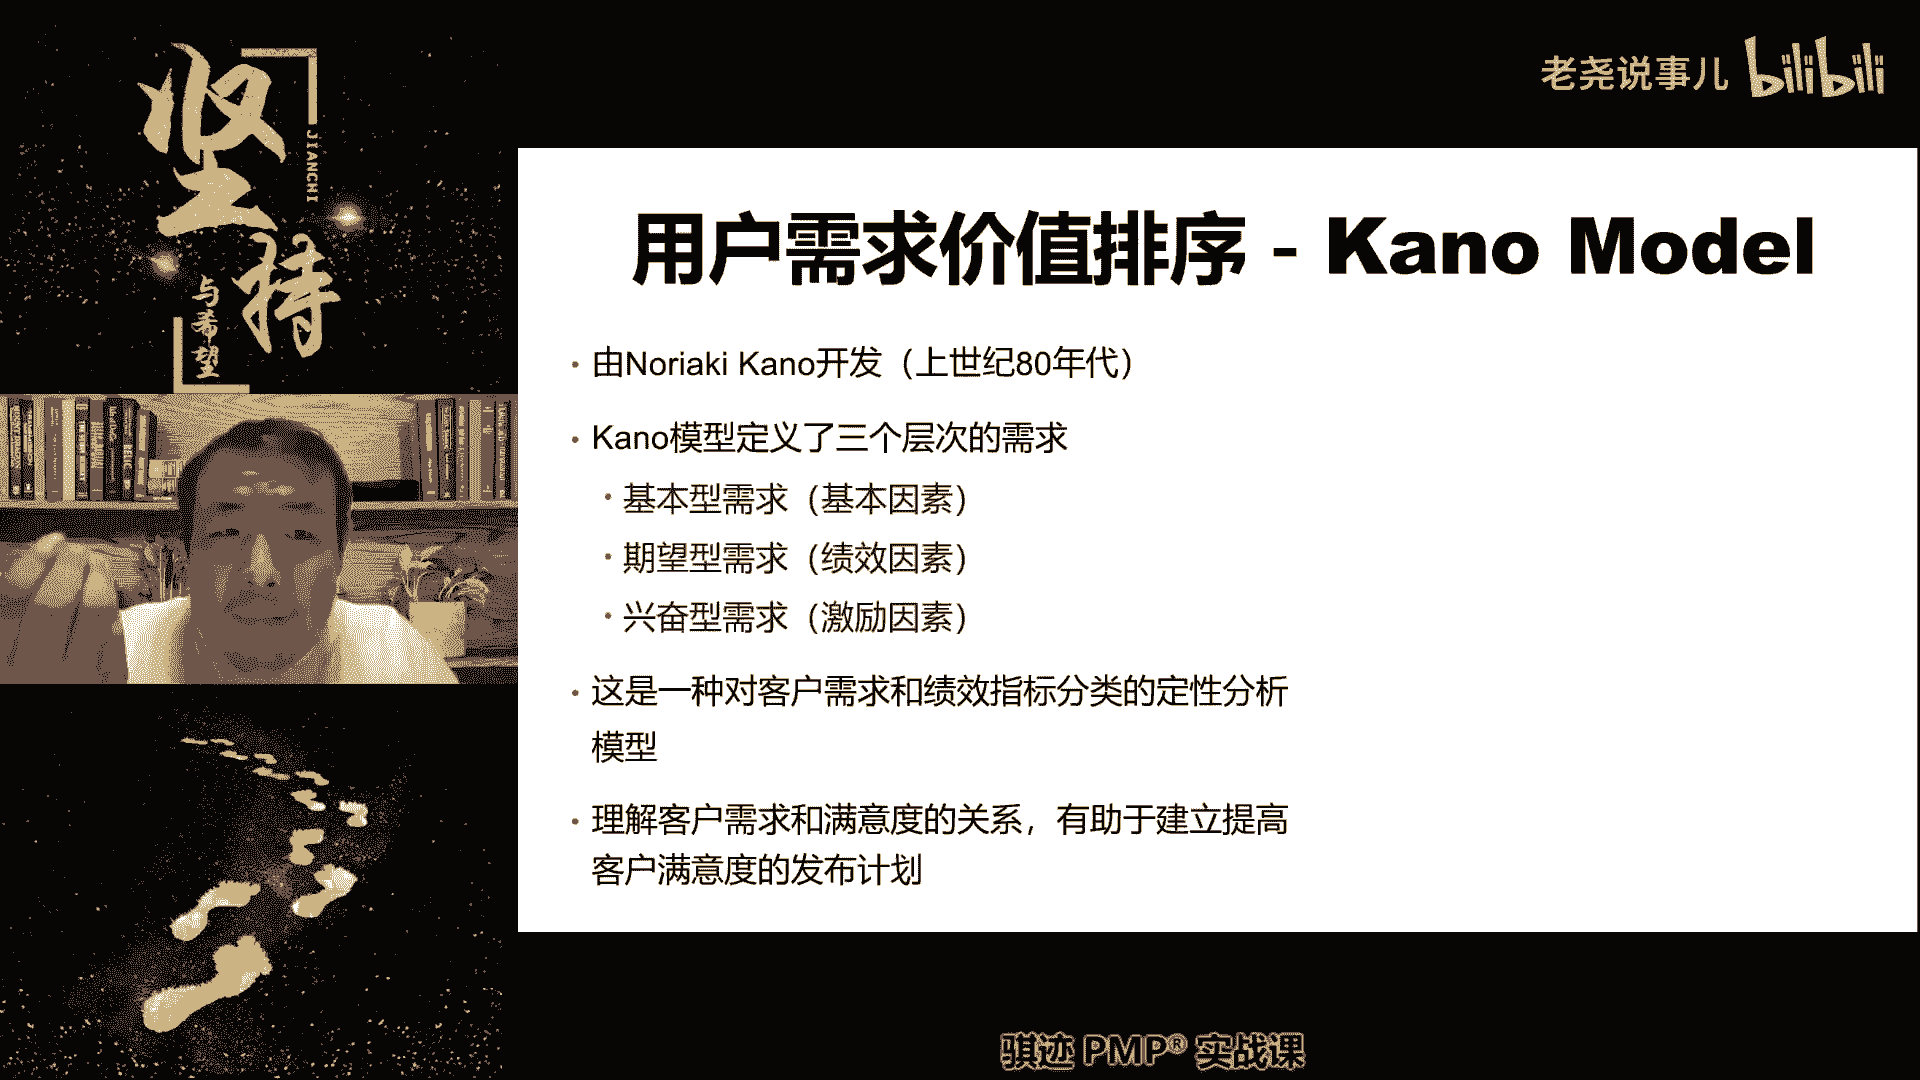 坚持
JIANCHI
与希望
老尧说事儿 bilibili
用户需求价值排序 - Kano Model
· 由Noriaki Kano开发（上世纪80年代）
· Kano模型定义了三个层次的需求
· 基本型需求（基本因素）
· 期望型需求（绩效因素）
· 兴奋型需求（激励因素）
· 这是一种对客户需求和绩效指标分类的定性分析
模型
· 理解客户需求和满意度的关系，有助于建立提高
客户满意度的发布计划
骐迹 PMP® 实战课